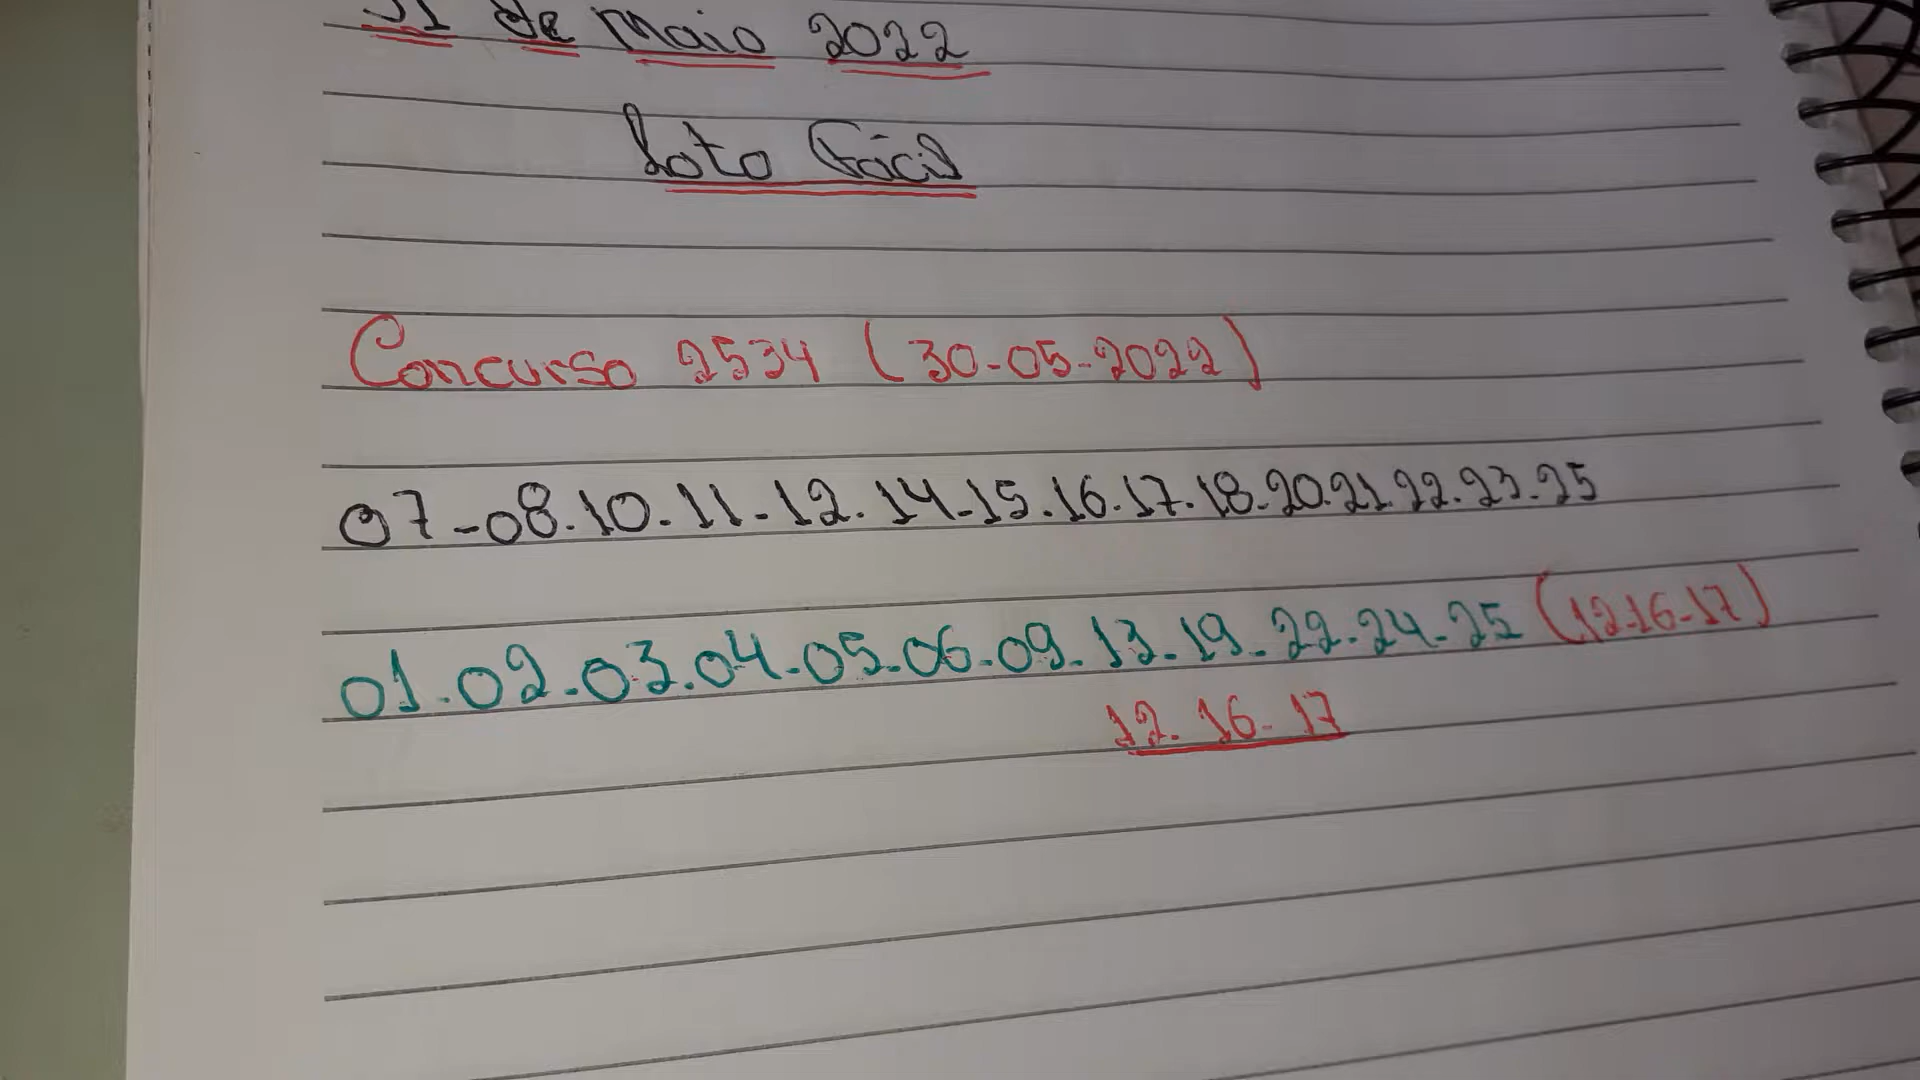 31 de Maio 2022
Loto Fácil
Concurso 2534 (30-05-2022)
07-08.10.11-12.14-15.16.17.18-20.21.22.23.25
01.02.03.04.05.06.09.13.19.22.24.25 (12-16-17)
12.16-17